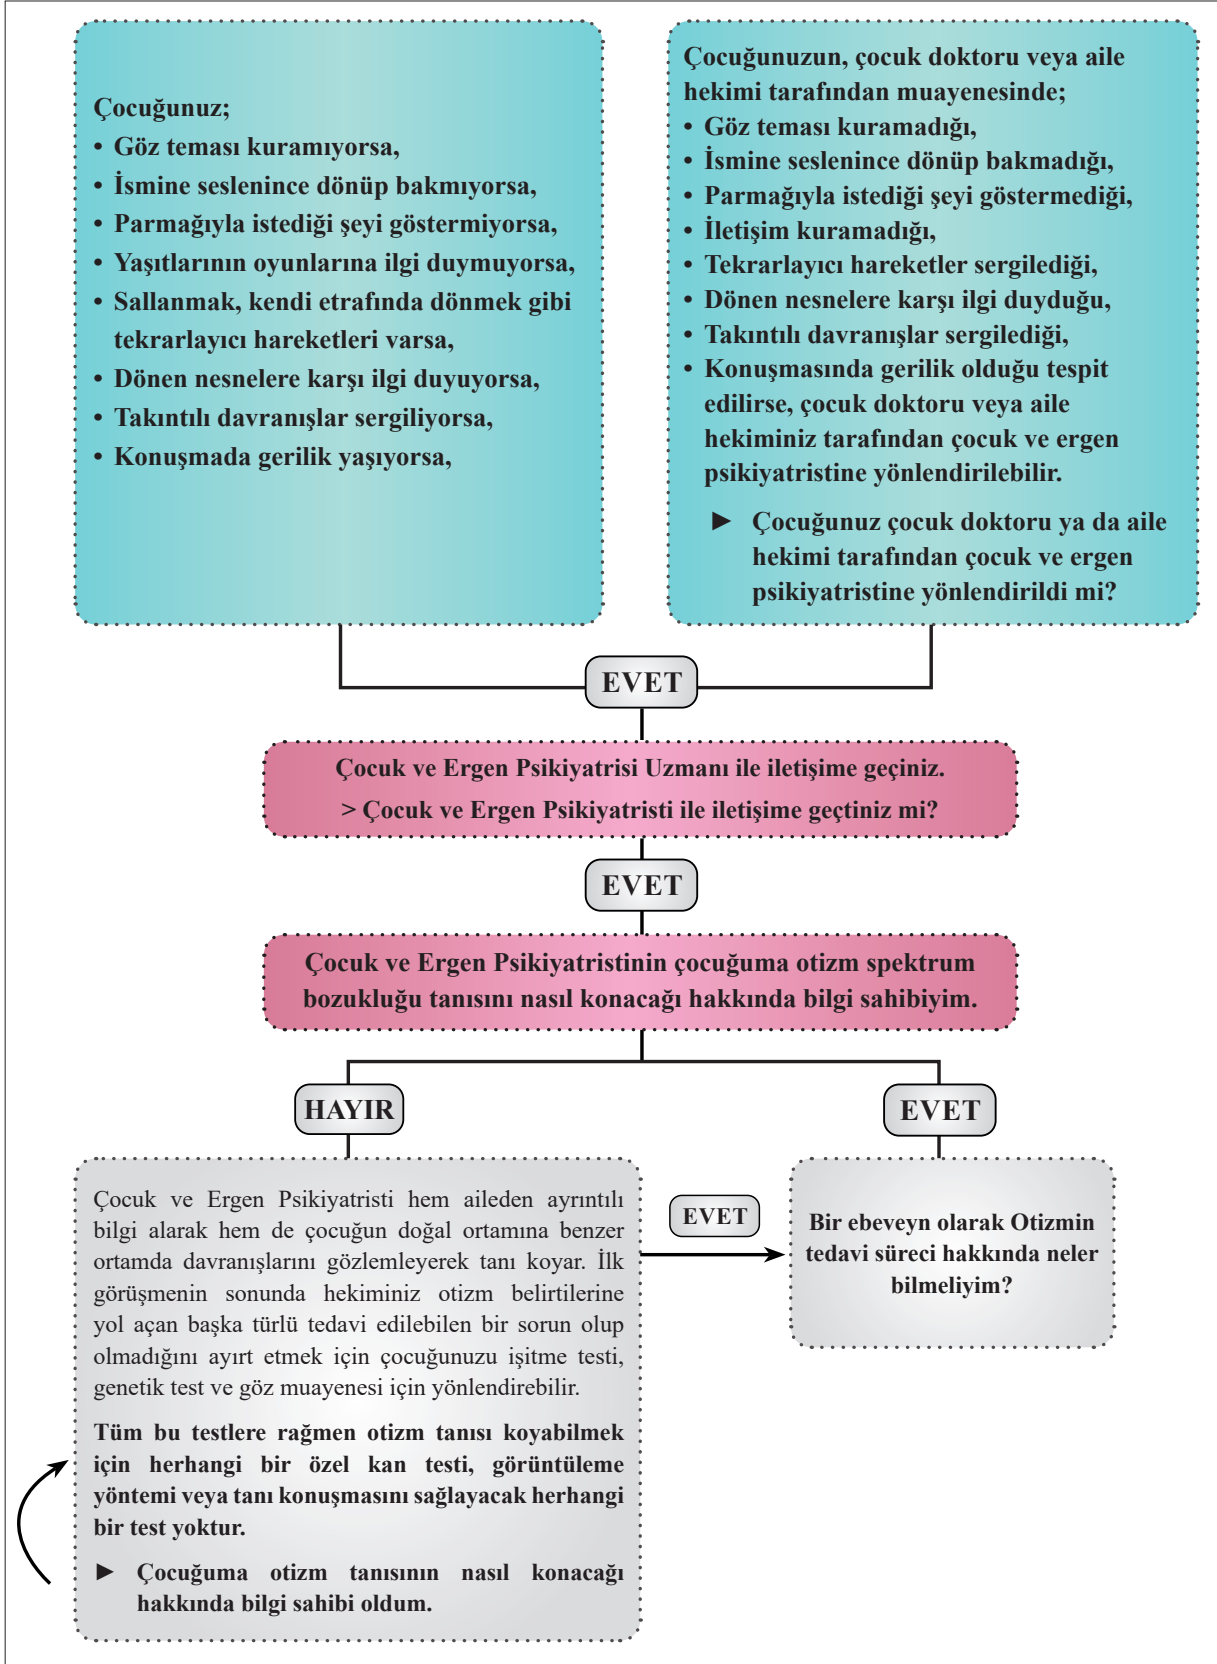 Çocuğunuz;
• Göz teması kuramıyorsa,
• İsmine seslenince dönüp bakmıyorsa,
• Parmağıyla istediği şeyi göstermiyorsa,
• Yaşıtlarının oyunlarına ilgi duymuyorsa,
• Sallanmak, kendi etrafında dönmek gibi
tekrarlayıcı hareketleri varsa,
• Dönen nesnelere karşı ilgi duyuyorsa,
• Takıntılı davranışlar sergiliyorsa,
• Konuşmada gerilik yaşıyorsa,
Çocuğunuzun, çocuk doktoru veya aile
hekimi tarafından muayenesinde;
• Göz teması kuramadığı,
• İsmine seslenince dönüp bakmadığı,
• Parmağıyla istediği şeyi göstermediği,
• İletişim kuramadığı,
• Tekrarlayıcı hareketler sergilediği,
• Dönen nesnelere karşı ilgi duyduğu,
• Takıntılı davranışlar sergilediği,
• Konuşmasında gerilik olduğu tespit
edilirse, çocuk doktoru veya aile
hekiminiz tarafından çocuk ve ergen
psikiyatristine yönlendirilebilir.
► Çocuğunuz çocuk doktoru ya da aile
hekimi tarafından çocuk ve ergen
psikiyatristine yönlendirildi mi?
EVET
Çocuk ve Ergen Psikiyatrisi Uzmanı ile iletişime geçiniz.
> Çocuk ve Ergen Psikiyatristi ile iletişime geçtiniz mi?
EVET
Çocuk ve Ergen Psikiyatristinin çocuğuma otizm spektrum
bozukluğu tanısını nasıl konacağı hakkında bilgi sahibiyim.
HAYIR
EVET
Çocuk ve Ergen Psikiyatristi hem aileden ayrıntılı
bilgi alarak hem de çocuğun doğal ortamına benzer
ortamda davranışlarını gözlemleyerek tanı koyar. İlk
görüşmenin sonunda hekiminiz otizm belirtilerine
yol açan başka türlü tedavi edilebilen bir sorun olup
olmadığını ayırt etmek için çocuğunuzu işitme testi,
genetik test ve göz muayenesi için yönlendirebilir.
Tüm bu testlere rağmen otizm tanısı koyabilmek
için herhangi bir özel kan testi, görüntüleme
yöntemi veya tanı konuşmasını sağlayacak herhangi
bir test yoktur.
► Çocuğuma otizm tanısının nasıl konacağı
hakkında bilgi sahibi oldum.
EVET
Bir ebeveyn olarak Otizmin
tedavi süreci hakkında neler
bilmeliyim?